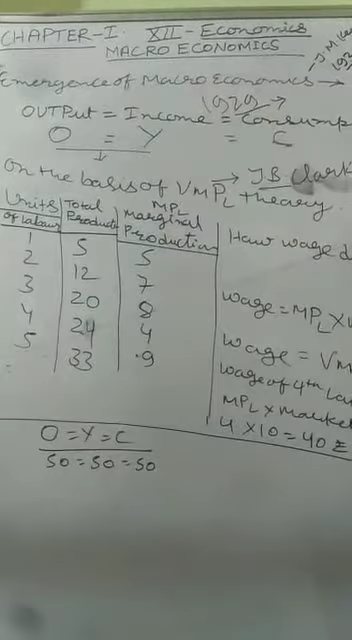 CHAPTER-I XII-Economics
MACRO ECONOMICS
Emergence of Macro Economics →
1929 →
OUTPut = Income = Consump
O = Y = C
On the basis of VMPL theory. → J.B Clark
Units of labour | Total Product | MPL Marginal Production
1 5 5
2 12 7
3 20 8
4 24 4
5 33 9
How wage d
wage = MPL X
wage = VM
wage of 4th La
MPL X market
4 X 10 = 40
O = Y = C
50 = 50 = 50